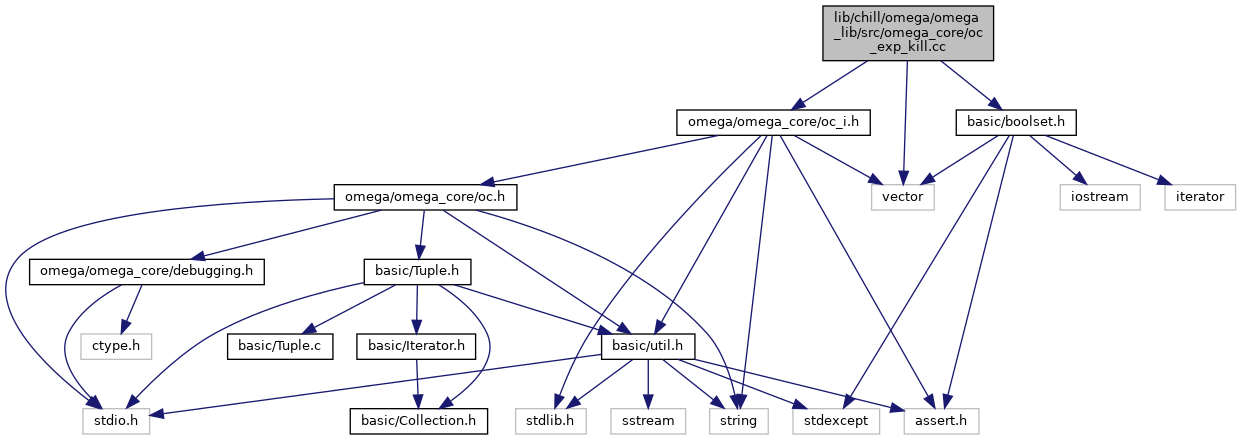 lib/chill/omega/omega
_lib/src/omega_core/oc
_exp_kill.cc
omega/omega_core/oc_i.h
basic/boolset.h
omega/omega_core/oc.h
vector
iostream
iterator
omega/omega_core/debugging.h
basic/Tuple.h
ctype.h
basic/Tuple.c
basic/Iterator.h
basic/util.h
stdio.h
basic/Collection.h
stdlib.h
sstream
string
stdexcept
assert.h